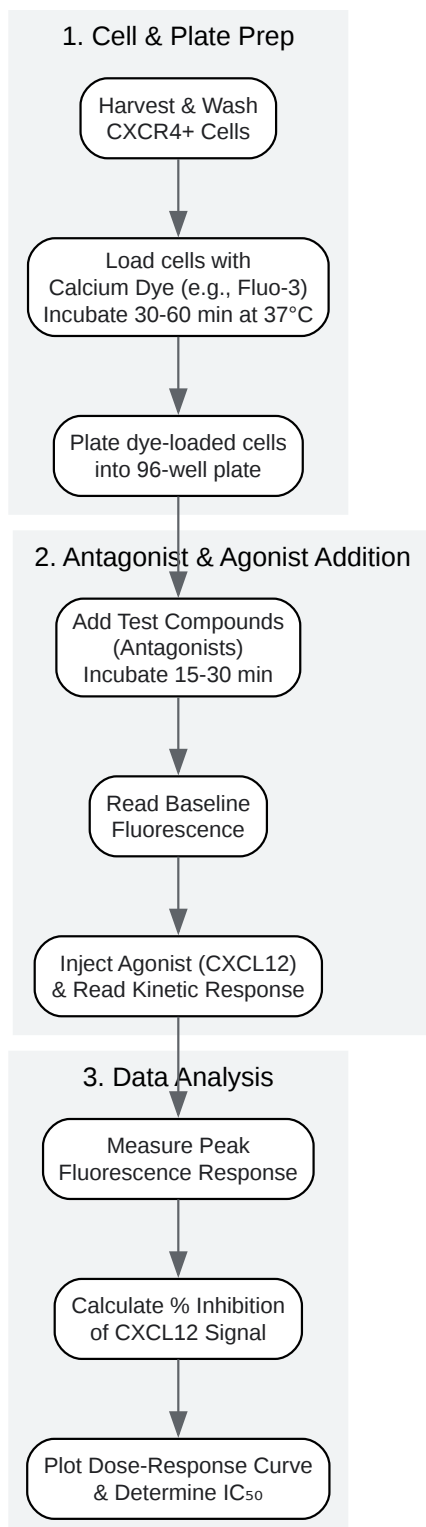 1. Cell & Plate Prep
Harvest & Wash
CXCR4+ Cells
Load cells with
Calcium Dye (e.g., Fluo-3)
Incubate 30-60 min at 37°C
Plate dye-loaded cells
into 96-well plate
2. Antagonist & Agonist Addition
Add Test Compounds
(Antagonists)
Incubate 15-30 min
Read Baseline
Fluorescence
Inject Agonist (CXCL12)
& Read Kinetic Response
3. Data Analysis
Measure Peak
Fluorescence Response
Calculate % Inhibition
of CXCL12 Signal
Plot Dose-Response Curve
& Determine IC₅₀